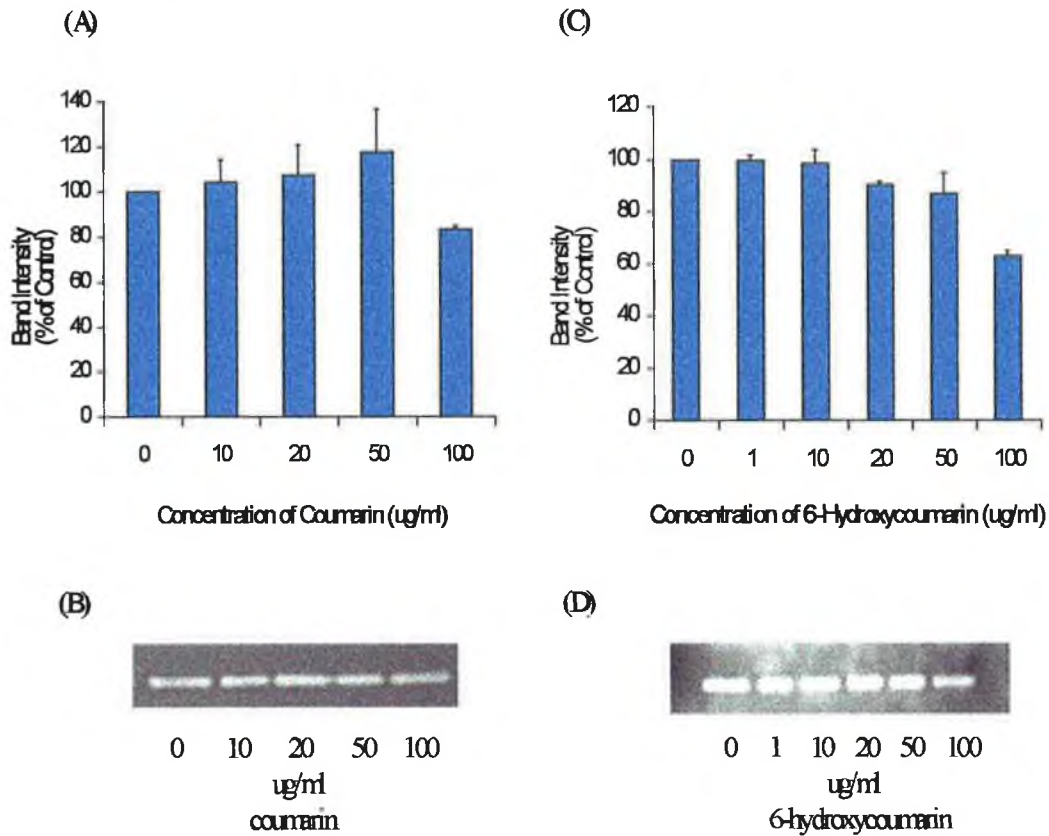 (A)
140
120
100
80
60
40
20
0
Band Intensity
(% of Control)
0 10 20 50 100
Concentration of Coumarin (ug/ml)
(C)
120
100
80
60
40
20
0
Band Intensity
(% of Control)
0 1 10 20 50 100
Concentration of 6-Hydroxycoumarin (ug/ml)
(B)
0 10 20 50 100
ug/ml
coumarin
(D)
0 1 10 20 50 100
ug/ml
6-hydroxycoumarin